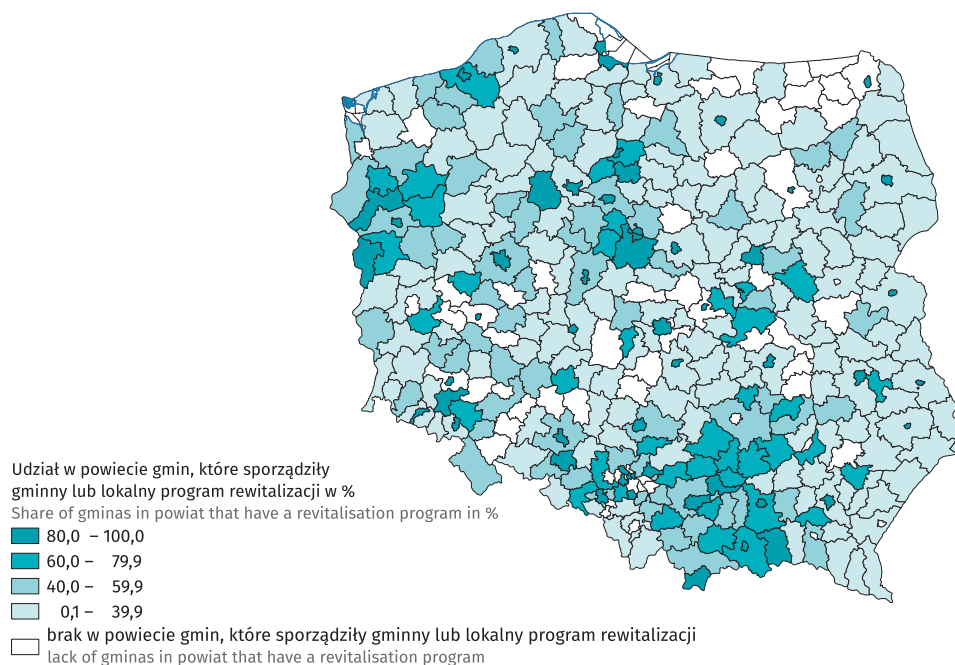 Udział w powiecie gmin, które sporządziły
gminny lub lokalny program rewitalizacji w %
Share of gminas in powiat that have a revitalisation program in %
80,0 – 100,0
60,0 – 79,9
40,0 – 59,9
0,1 – 39,9
brak w powiecie gmin, które sporządziły gminny lub lokalny program rewitalizacji
lack of gminas in powiat that have a revitalisation program